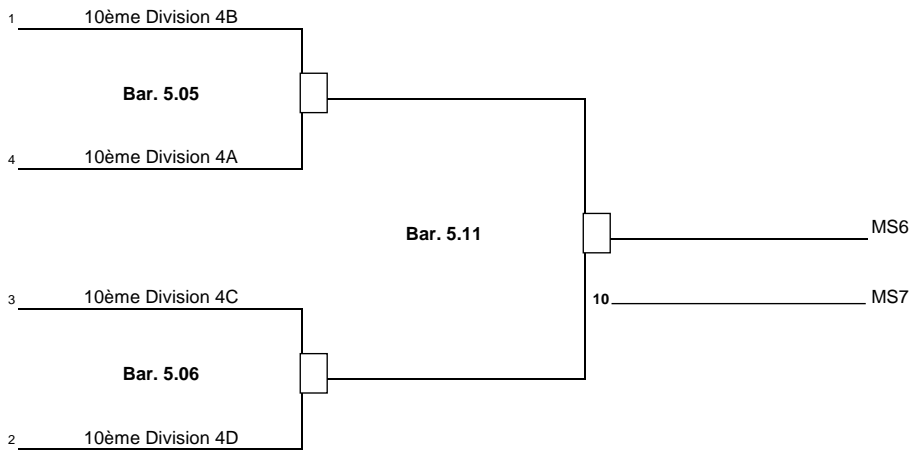 1 10ème Division 4B
Bar. 5.05
4 10ème Division 4A
Bar. 5.11
MS6
3 10ème Division 4C
10 MS7
Bar. 5.06
2 10ème Division 4D